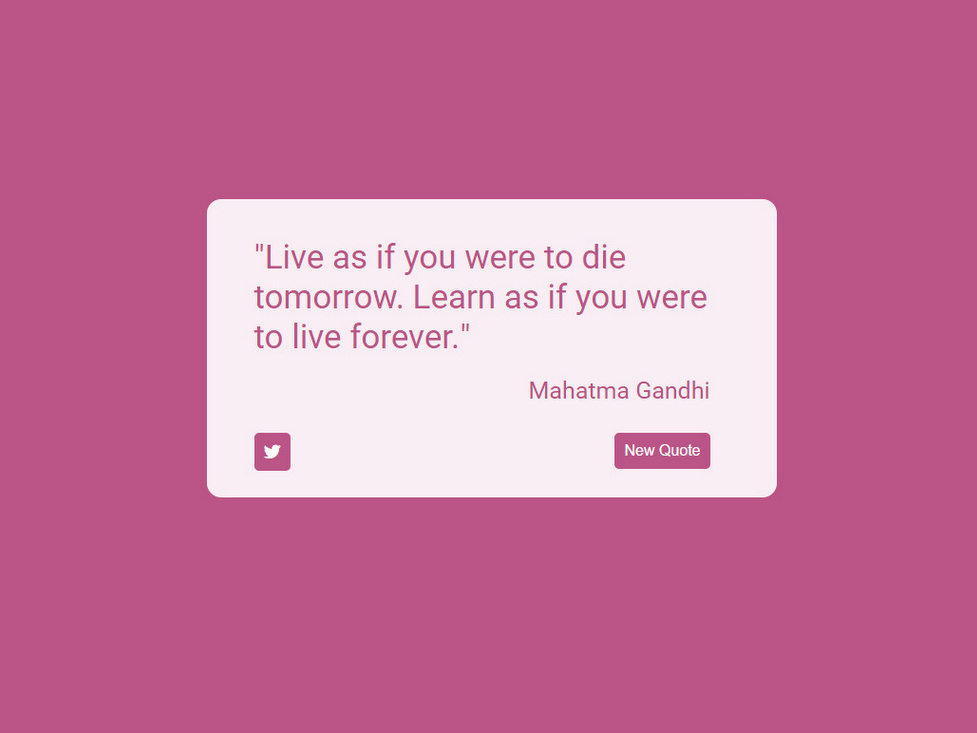 "Live as if you were to die
tomorrow. Learn as if you were
to live forever."
Mahatma Gandhi
New Quote